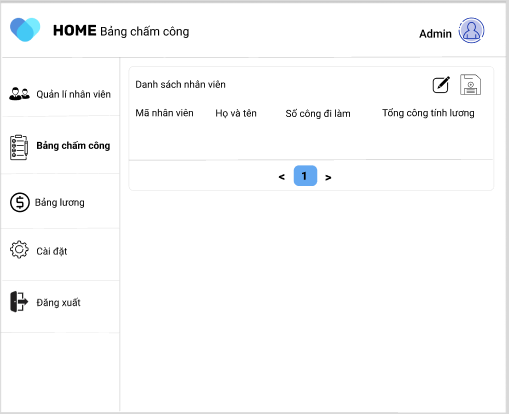 HOME Bảng chấm công
Admin
Quản lí nhân viên
Bảng chấm công
Bảng lương
Cài đặt
Đăng xuất
Danh sách nhân viên
Mã nhân viên Họ và tên Số công đi làm Tổng công tính lương
< 1 >